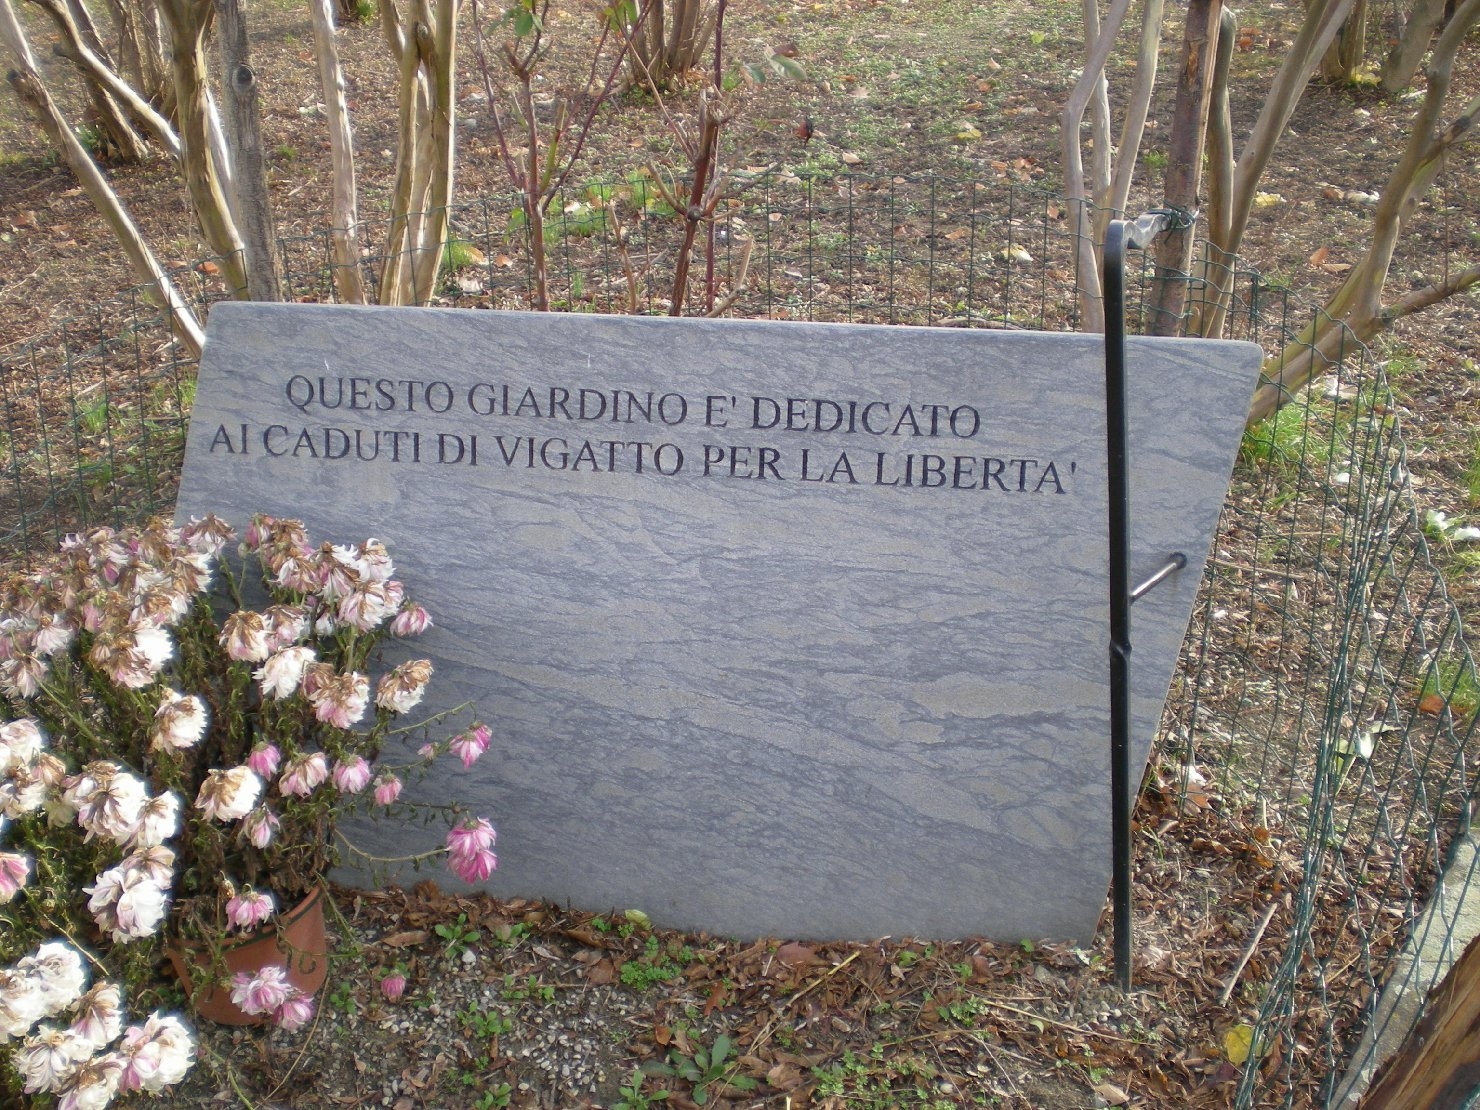 QUESTO GIARDINO E' DEDICATO
AI CADUTI DI VIGATTO PER LA LIBERTA'